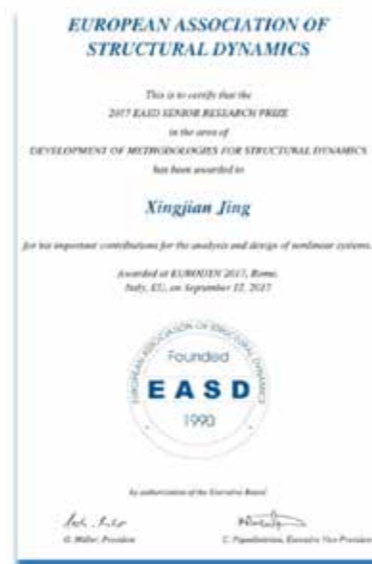 EUROPEAN ASSOCIATION OF
STRUCTURAL DYNAMICS
This is to certify that the
2017 EASD SENIOR RESEARCH PRIZE
in the area of
DEVELOPMENT OF METHODOLOGIES FOR STRUCTURAL DYNAMICS
has been awarded to
Xingjian Jing
for his important contributions for the analysis and design of nonlinear systems.
Awarded at EURODYN 2017, Rome,
Italy, EU, on September 12, 2017
EUROPEAN ASSOCIATION OF STRUCTURAL DYNAMICS
Founded
EASD
1990
by authorization of the Executive Board
G. Müller, President
C. Papadimitriou, Executive Vice-President